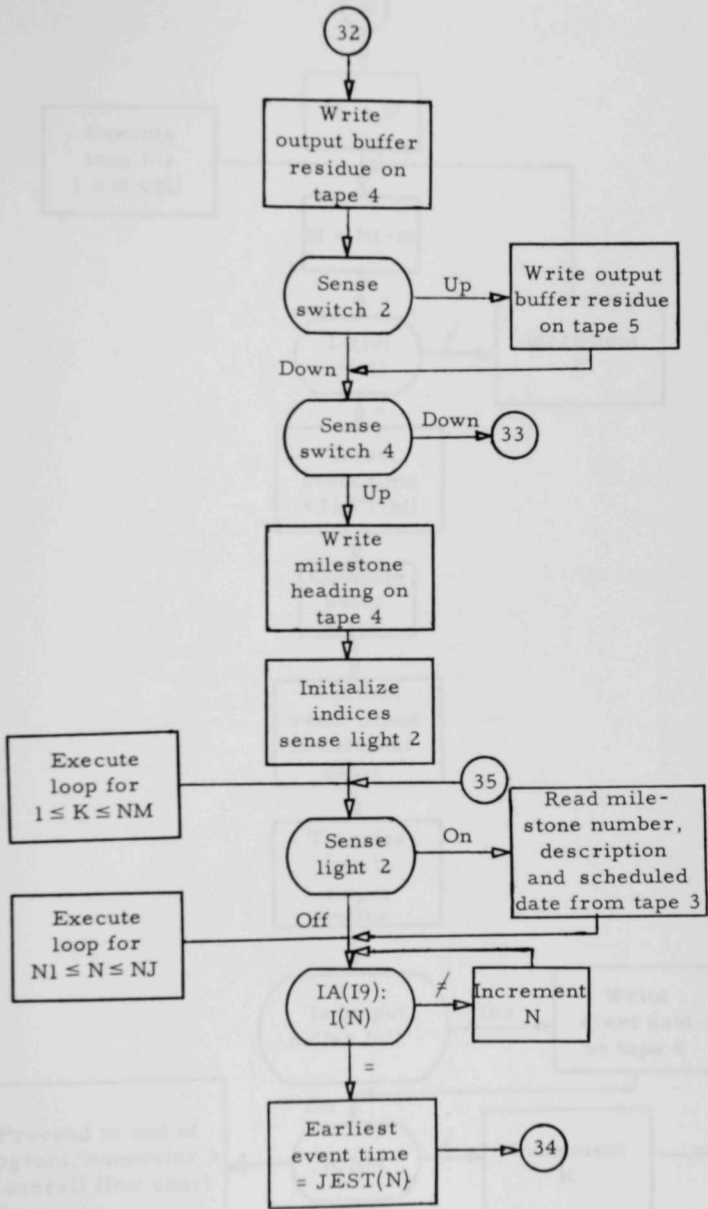 32
Write
output buffer
residue on
tape 4
Sense
switch 2
Up
Write output
buffer residue
on tape 5
Down
Sense
switch 4
Down
33
Up
Write
milestone
heading on
tape 4
Initialize
indices
sense light 2
Execute
loop for
1 ≤ K ≤ NM
35
Sense
light 2
On
Read mile-
stone number,
description
and scheduled
date from tape 3
Execute
loop for
N1 ≤ N ≤ NJ
Off
IA(I9):
I(N)
≠
Increment
N
=
Earliest
event time
= JEST(N)
34